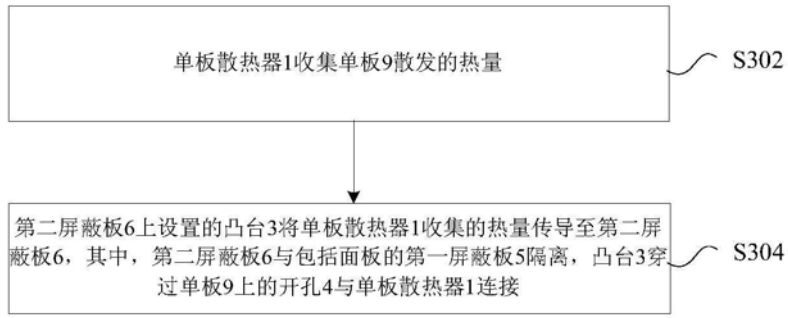 单板散热器1收集单板9散发的热量
S302
第二屏蔽板6上设置的凸台3将单板散热器1收集的热量传导至第二屏
蔽板6，其中，第二屏蔽板6与包括面板的第一屏蔽板5隔离，凸台3穿
过单板9上的开孔4与单板散热器1连接
S304